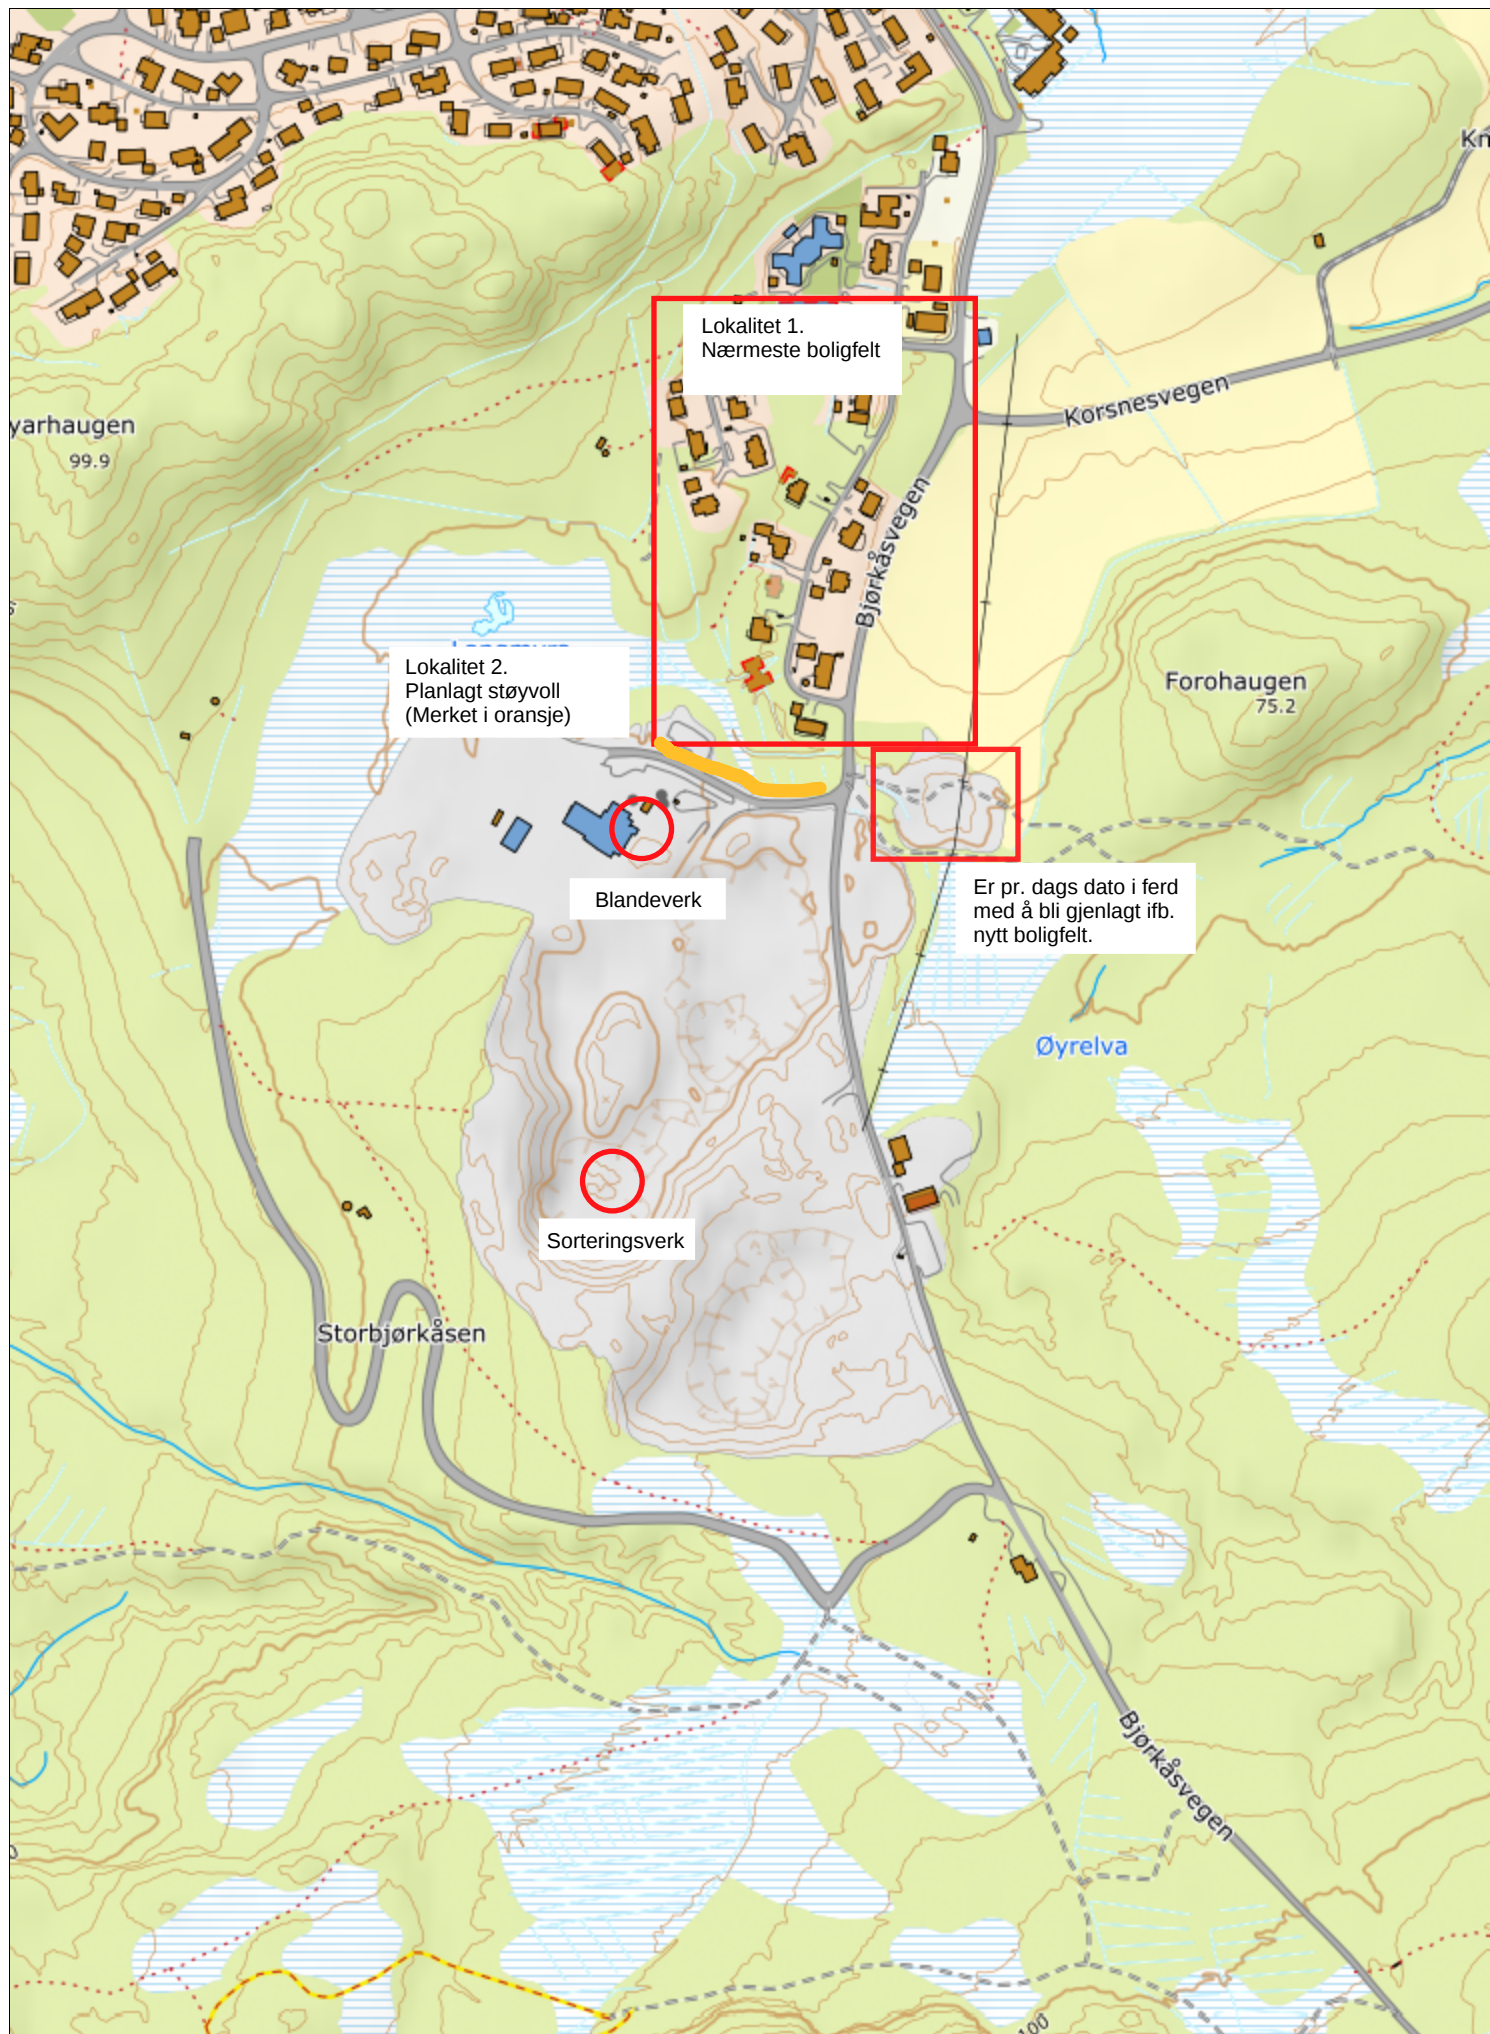 Lokalitet 1.
Nærmeste boligfelt
Korsnesvegen
yarhaugen
99.9
Bjørkåsvegen
Lokalitet 2.
Planlagt støyvoll
(Merket i oransje)
Forohaugen
75.2
Blandeverk
Er pr. dags dato i ferd
med å bli gjenlagt ifb.
nytt boligfelt.
Øyrelva
Sorteringsverk
Storbjørkåsen
Bjørkåsvegen
100